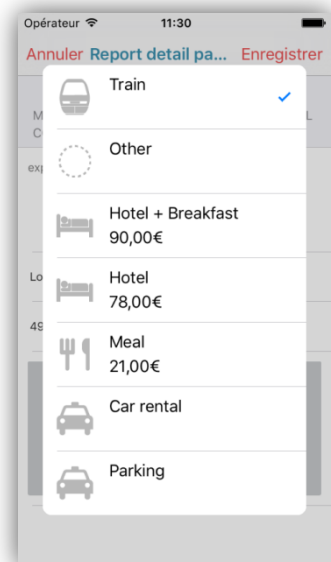 Opérateur 11:30
Annuler Report detail pa... Enregistrer
Train
Other
Hotel + Breakfast
90,00€
Hotel
78,00€
Meal
21,00€
Car rental
Parking